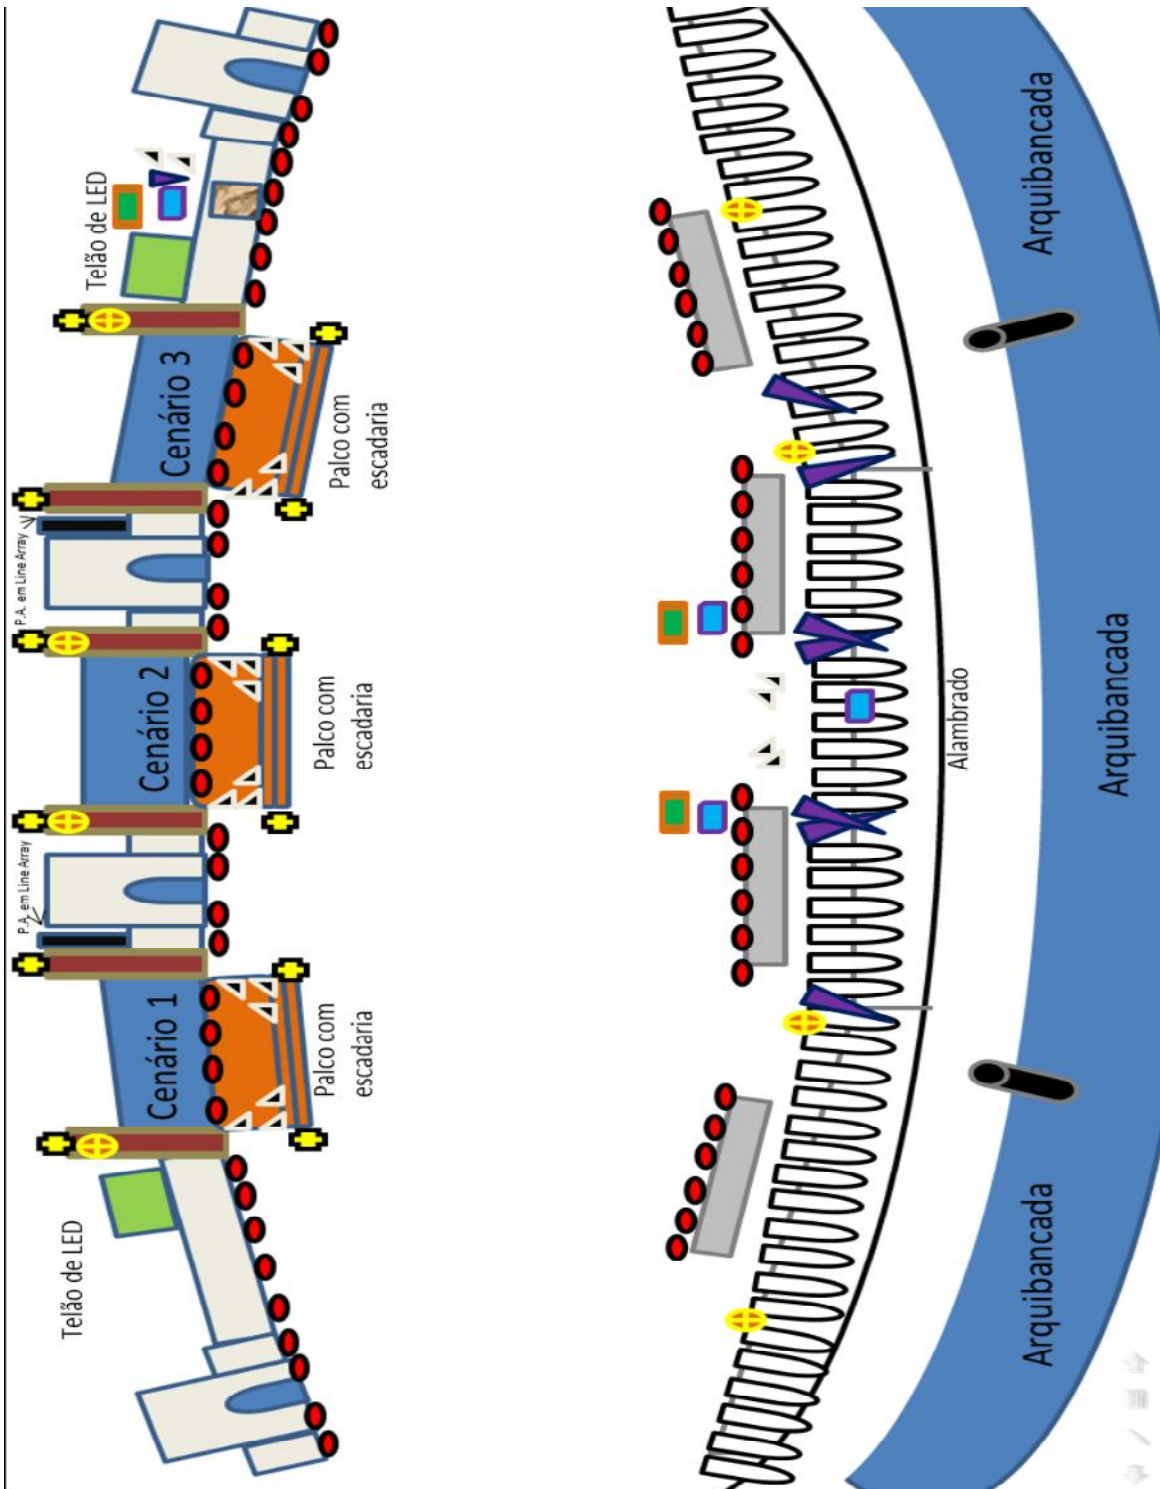 Telão de LED
P.A. em Line Array
P.A. em Line Array
Telão de LED
Cenário 1
Cenário 2
Cenário 3
Palco com
escadaria
Palco com
escadaria
Palco com
escadaria
Alambrado
Arquibancada
Arquibancada
Arquibancada